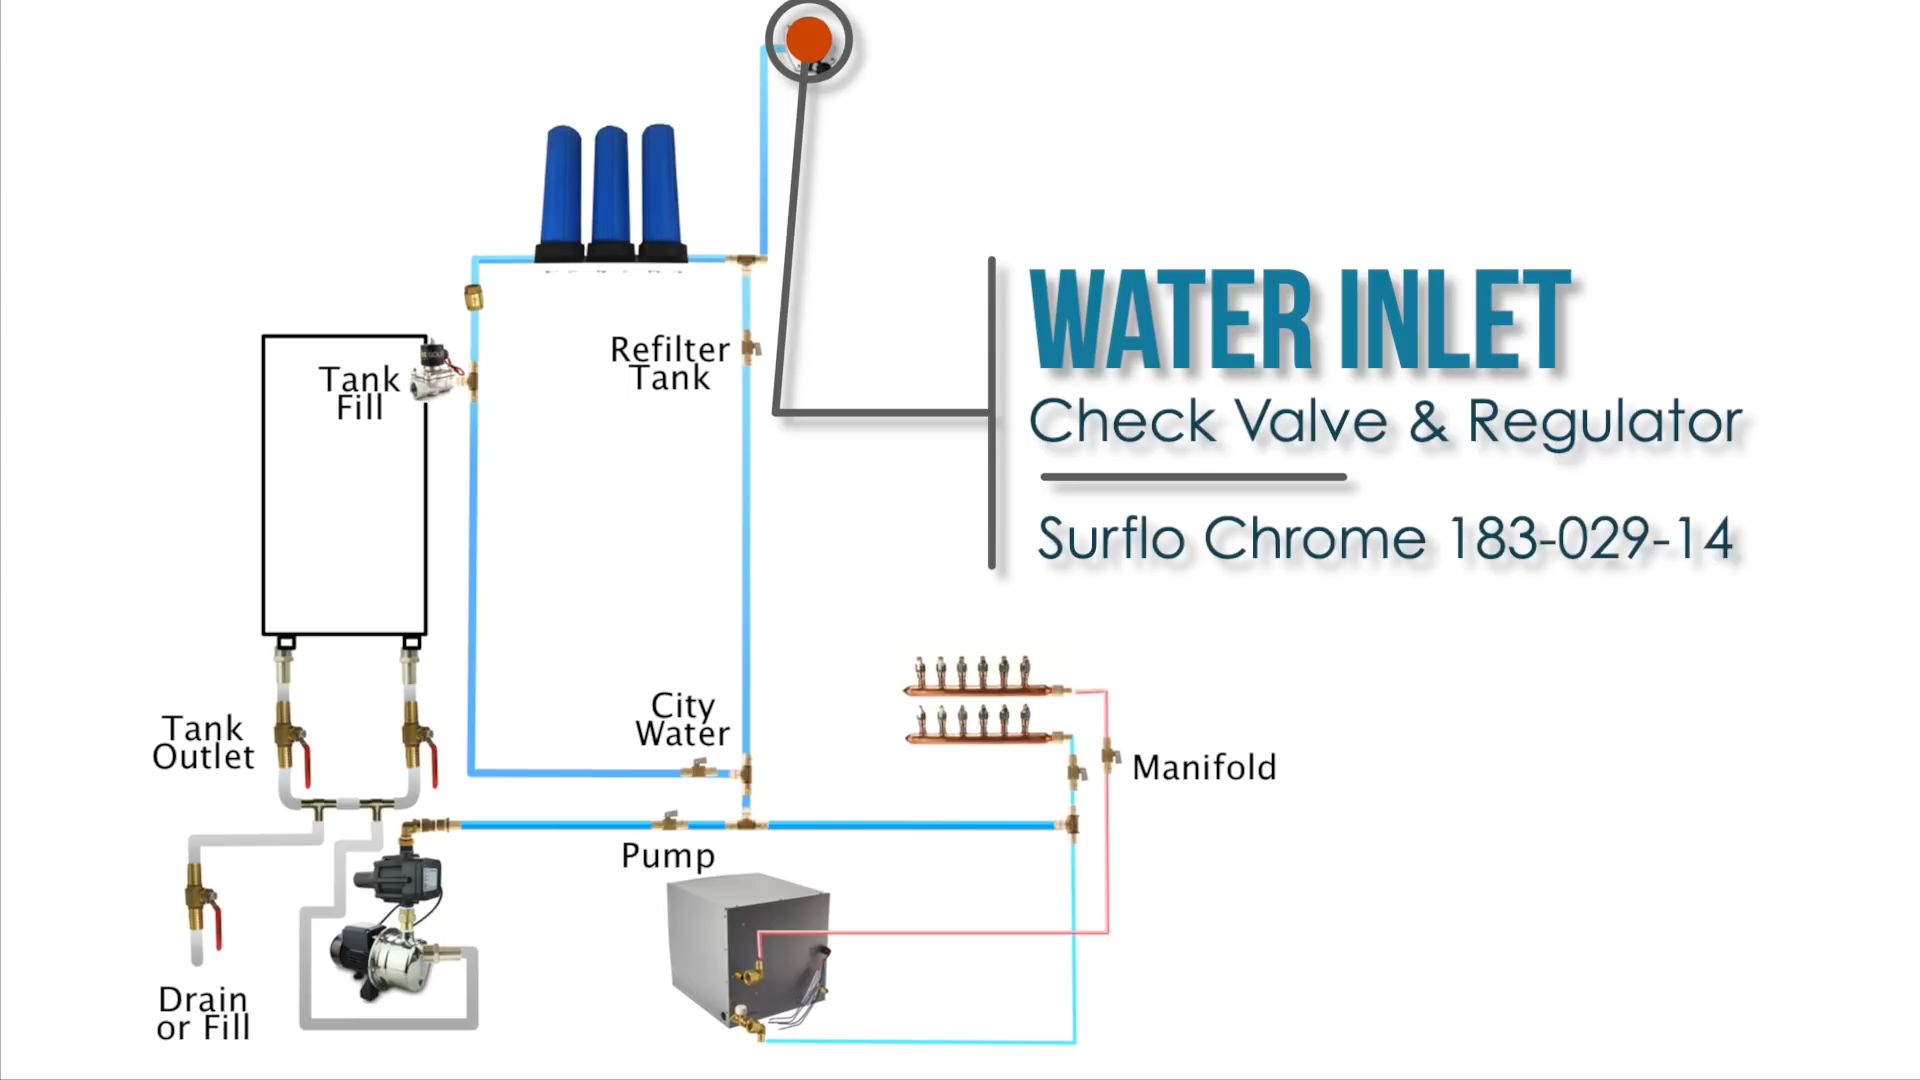 WATER INLET
Check Valve & Regulator
Surflo Chrome 183-029-14
Refilter
Tank
Tank
Fill
City
Water
Tank
Outlet
Manifold
Pump
Drain
or Fill